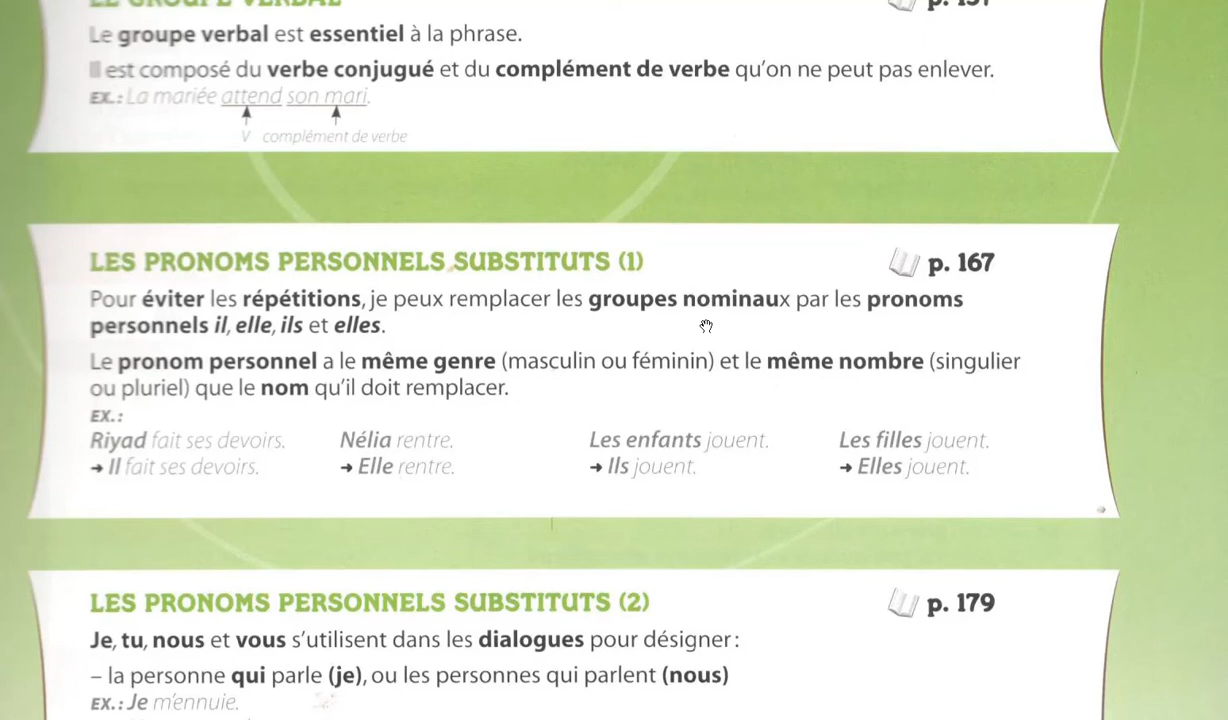 LE GROUPE VERBAL
p. 157
Le groupe verbal est essentiel à la phrase.
Il est composé du verbe conjugué et du complément de verbe qu'on ne peut pas enlever.
EX.: La mariée attend son mari.
V complément de verbe
LES PRONOMS PERSONNELS SUBSTITUTS (1)
p. 167
Pour éviter les répétitions, je peux remplacer les groupes nominaux par les pronoms
personnels il, elle, ils et elles.
Le pronom personnel a le même genre (masculin ou féminin) et le même nombre (singulier
ou pluriel) que le nom qu'il doit remplacer.
EX.:
Riyad fait ses devoirs. Nélia rentre. Les enfants jouent. Les filles jouent.
➜ Il fait ses devoirs. ➜ Elle rentre. ➜ Ils jouent. ➜ Elles jouent.
LES PRONOMS PERSONNELS SUBSTITUTS (2)
p. 179
Je, tu, nous et vous s'utilisent dans les dialogues pour désigner :
– la personne qui parle (je), ou les personnes qui parlent (nous)
EX.: Je m'ennuie.